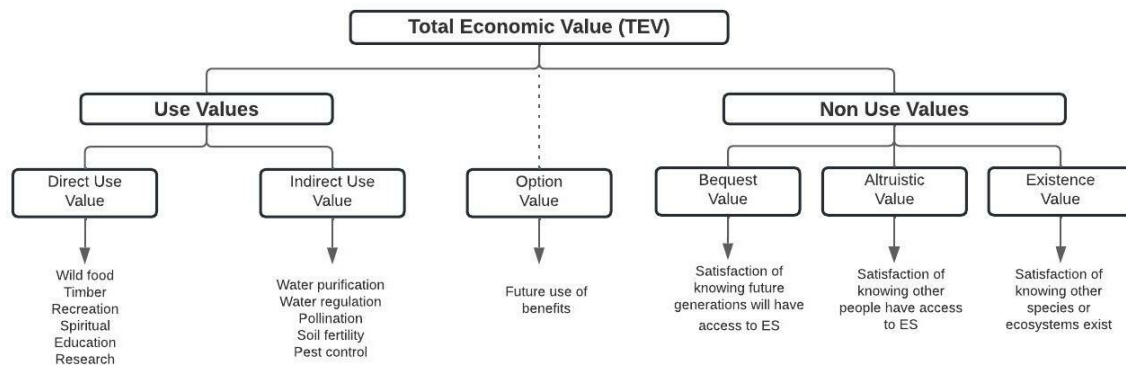 Total Economic Value (TEV)
Use Values
Non Use Values
Direct Use
Value
Indirect Use
Value
Option
Value
Bequest
Value
Altruistic
Value
Existence
Value
Wild food
Timber
Recreation
Spiritual
Education
Research
Water purification
Water regulation
Pollination
Soil fertility
Pest control
Future use of
benefits
Satisfaction of
knowing future
generations will have
access to ES
Satisfaction of
knowing other
people have access
to ES
Satisfaction of
knowing other
species or
ecosystems exist